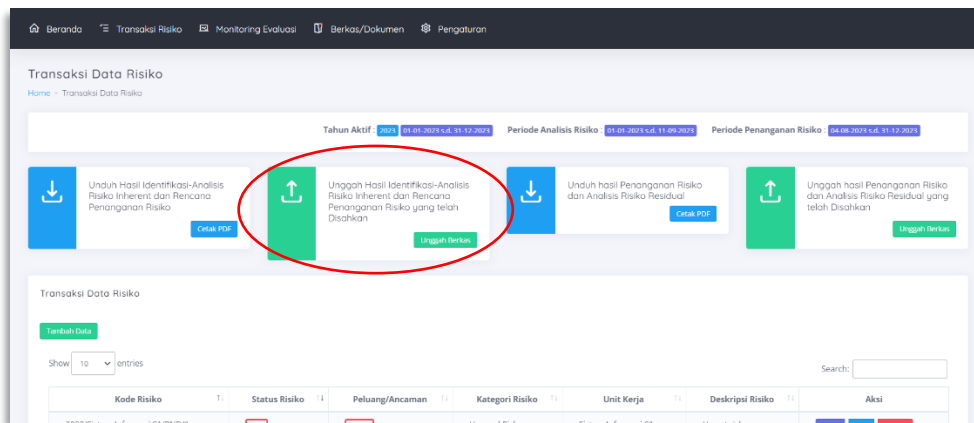 Beranda Transaksi Risiko Monitoring Evaluasi Berkas/Dokumen Pengaturan
Transaksi Data Risiko
Home - Transaksi Data Risiko
Tahun Aktif : 2023 01-01-2023 s.d. 31-12-2023 Periode Analisis Risiko : 01-01-2023 s.d. 11-09-2023 Periode Penanganan Risiko : 04-08-2023 s.d. 31-12-2023
Unduh Hasil Identifikasi-Analisis
Risiko Inherent dan Rencana
Penanganan Risiko
Cetak PDF
Unggah Hasil Identifikasi-Analisis
Risiko Inherent dan Rencana
Penanganan Risiko yang telah
Disahkan
Unggah Berkas
Unduh hasil Penanganan Risiko
dan Analisis Risiko Residual
Cetak PDF
Unggah hasil Penanganan Risiko
dan Analisis Risiko Residual yang
telah Disahkan
Unggah Berkas
Transaksi Data Risiko
Tambah Data
Show 10 entries
Search:
Kode Risiko Status Risiko Peluang/Ancaman Kategori Risiko Unit Kerja Deskripsi Risiko Aksi